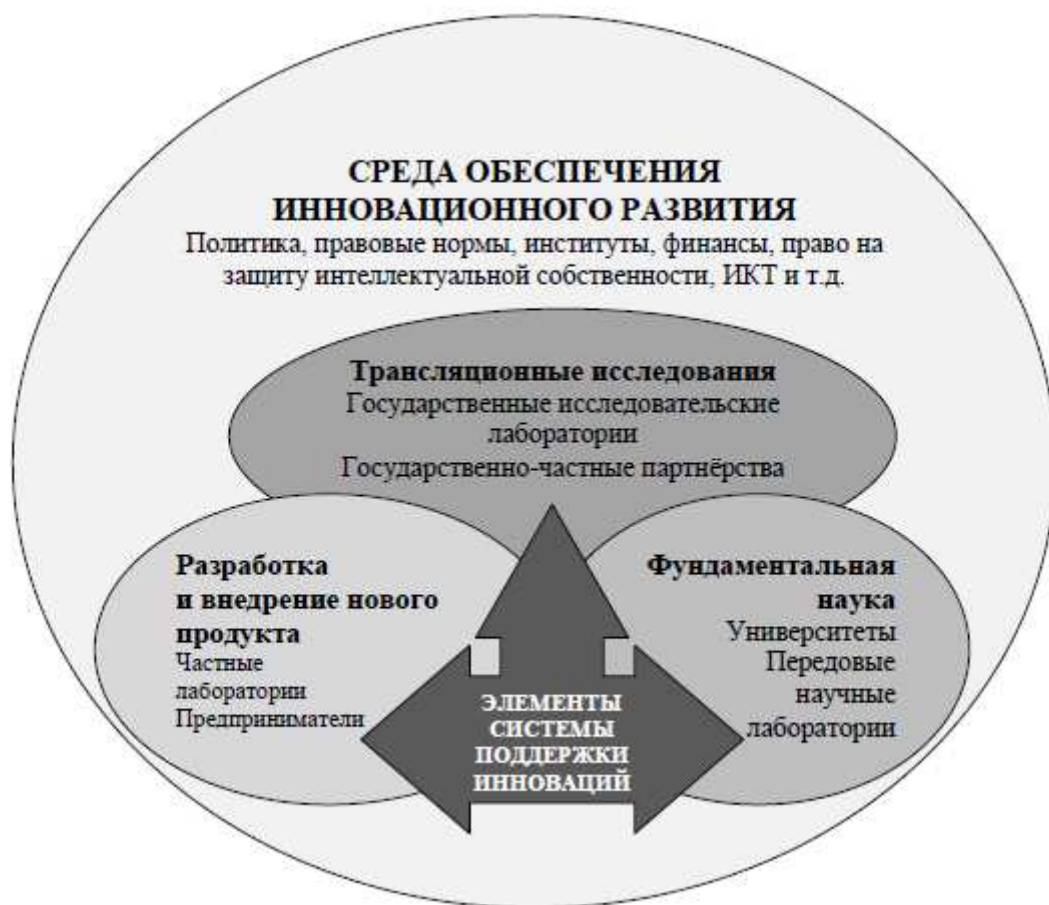 СРЕДА ОБЕСПЕЧЕНИЯ
ИННОВАЦИОННОГО РАЗВИТИЯ
Политика, правовые нормы, институты, финансы, право на
защиту интеллектуальной собственности, ИКТ и т.д.
Трансляционные исследования
Государственные исследовательские
лаборатории
Государственно-частные партнёрства
Разработка
и внедрение нового
продукта
Частные
лаборатории
Предприниматели
Фундаментальная
наука
Университеты
Передовые
научные
лаборатории
ЭЛЕМЕНТЫ
СИСТЕМЫ
ПОДДЕРЖКИ
ИННОВАЦИЙ